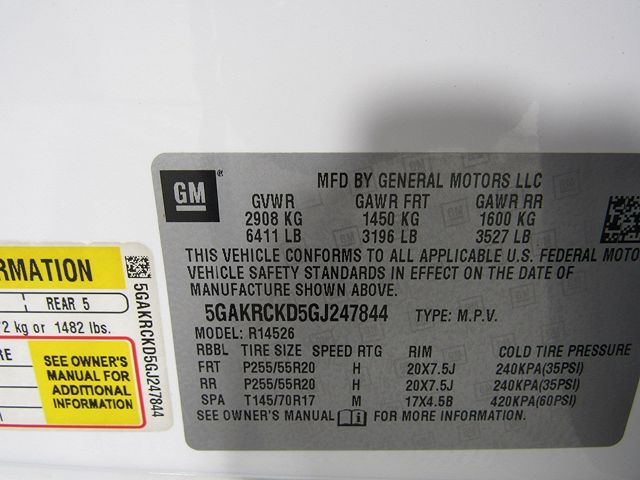 GM
MFD BY GENERAL MOTORS LLC
GVWR GAWR FRT GAWR RR
2908 KG 1450 KG 1600 KG
6411 LB 3196 LB 3527 LB
THIS VEHICLE CONFORMS TO ALL APPLICABLE U.S. FEDERAL MOTO
VEHICLE SAFETY STANDARDS IN EFFECT ON THE DATE OF
MANUFACTURE SHOWN ABOVE.
5GAKRCKD5GJ247844 TYPE: M.P.V.
MODEL: R14526
RBBL TIRE SIZE SPEED RTG RIM COLD TIRE PRESSURE
FRT P255/55R20 H 20X7.5J 240KPA(35PSI)
RR P255/55R20 H 20X7.5J 240KPA(35PSI)
SPA T145/70R17 M 17X4.5B 420KPA(60PSI)
SEE OWNER'S MANUAL i FOR MORE INFORMATION.
RMATION
REAR 5
2 kg or 1482 lbs.
RE
SEE OWNER'S
MANUAL FOR
ADDITIONAL
INFORMATION
5GAKRCKD5GJ247844